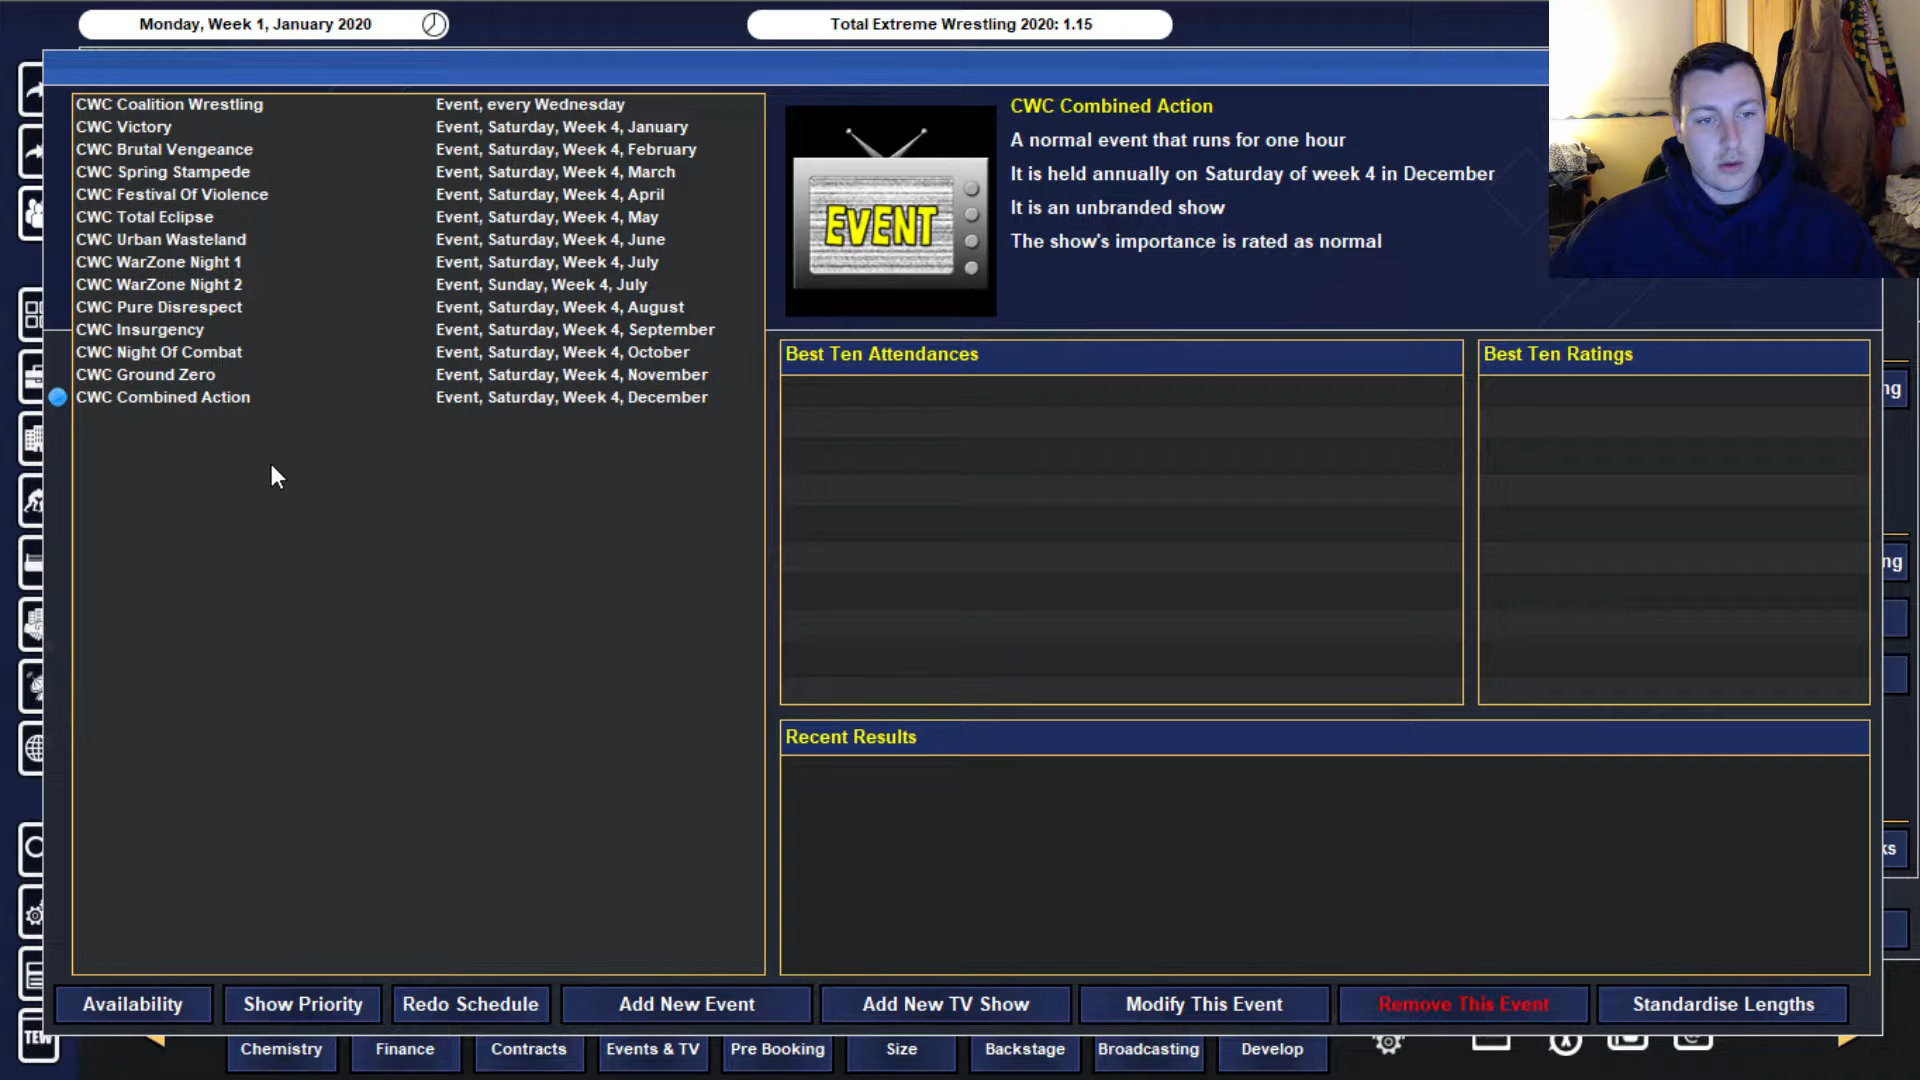 Monday, Week 1, January 2020
Total Extreme Wrestling 2020: 1.15
CWC Coalition Wrestling Event, every Wednesday
CWC Victory Event, Saturday, Week 4, January
CWC Brutal Vengeance Event, Saturday, Week 4, February
CWC Spring Stampede Event, Saturday, Week 4, March
CWC Festival Of Violence Event, Saturday, Week 4, April
CWC Total Eclipse Event, Saturday, Week 4, May
CWC Urban Wasteland Event, Saturday, Week 4, June
CWC WarZone Night 1 Event, Saturday, Week 4, July
CWC WarZone Night 2 Event, Sunday, Week 4, July
CWC Pure Disrespect Event, Saturday, Week 4, August
CWC Insurgency Event, Saturday, Week 4, September
CWC Night Of Combat Event, Saturday, Week 4, October
CWC Ground Zero Event, Saturday, Week 4, November
CWC Combined Action Event, Saturday, Week 4, December
EVENT
CWC Combined Action
A normal event that runs for one hour
It is held annually on Saturday of week 4 in December
It is an unbranded show
The show's importance is rated as normal
Best Ten Attendances
Best Ten Ratings
Recent Results
ng
ng
ks
Availability
Show Priority
Redo Schedule
Add New Event
Add New TV Show
Modify This Event
Remove This Event
Standardise Lengths
TEW
Chemistry
Finance
Contracts
Events & TV
Pre Booking
Size
Backstage
Broadcasting
Develop